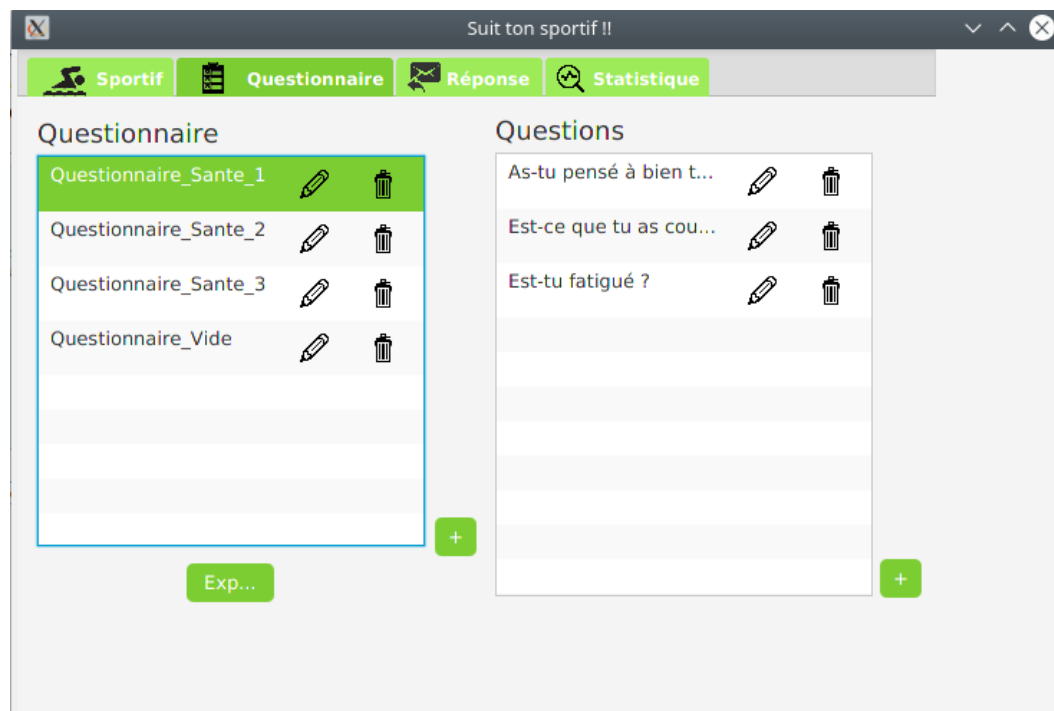 Suit ton sportif !!
Sportif Questionnaire Réponse Statistique
Questionnaire
Questionnaire_Sante_1
Questionnaire_Sante_2
Questionnaire_Sante_3
Questionnaire_Vide
+
Exp...
Questions
As-tu pensé à bien t...
Est-ce que tu as cou...
Est-tu fatigué ?
+